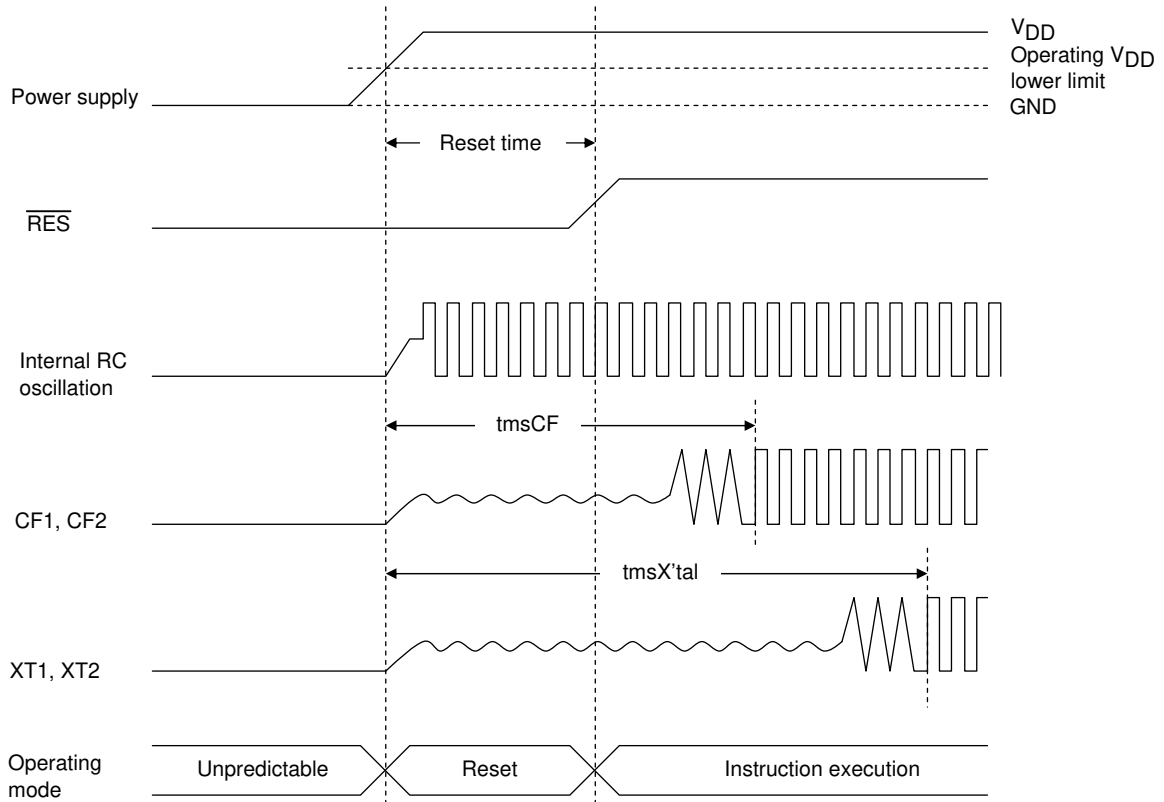 VDD
Operating VDD
lower limit
GND
Power supply
Reset time
RES
Internal RC
oscillation
tmsCF
CF1, CF2
tmsX'tal
XT1, XT2
Operating
mode
Unpredictable
Reset
Instruction execution